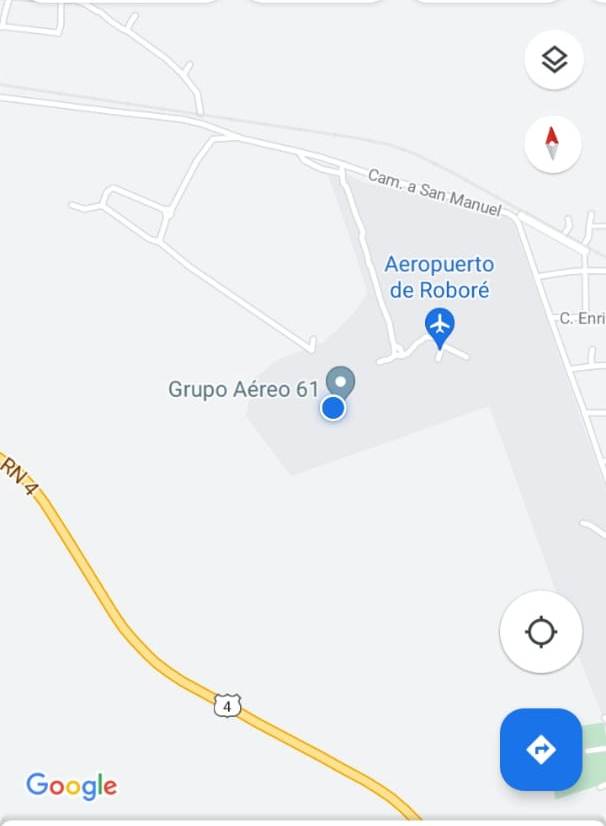 Cam. a San Manuel
Aeropuerto
de Roboré
C. Enri
Grupo Aéreo 61
RN 4
4
Google